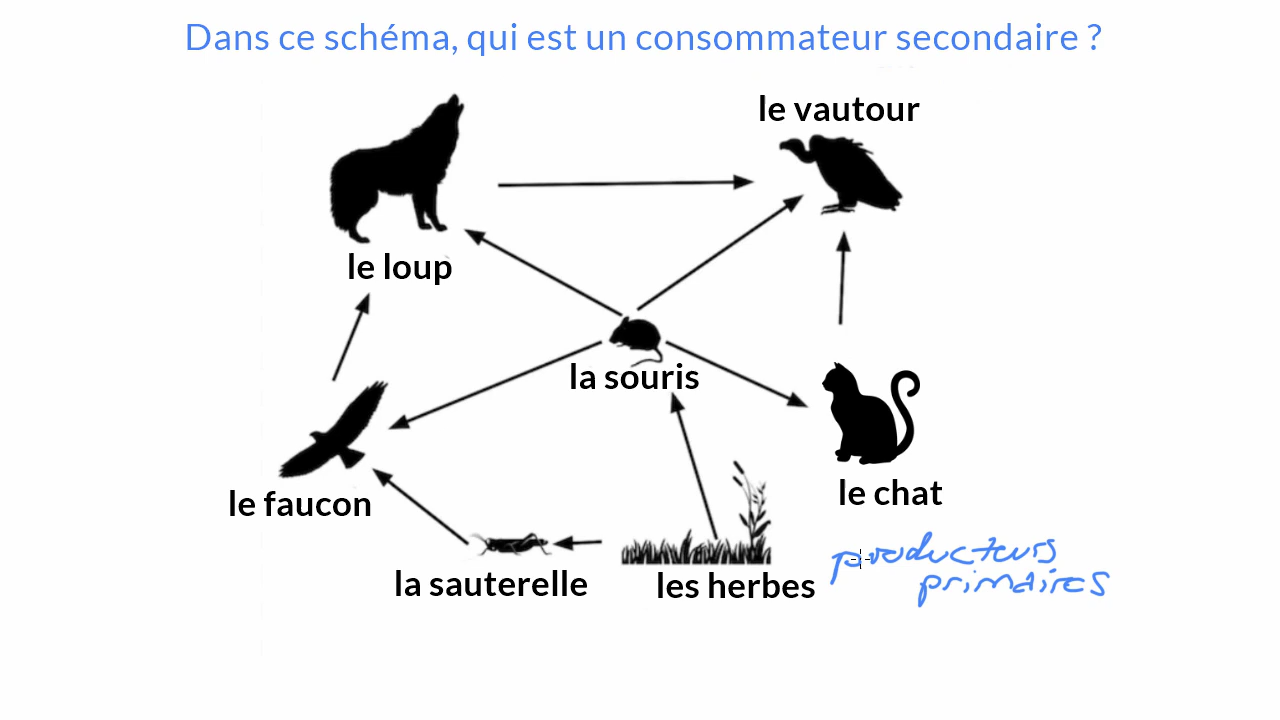 Dans ce schéma, qui est un consommateur secondaire ?
le vautour
le loup
la souris
le chat
le faucon
la sauterelle
les herbes
producteurs
primaires